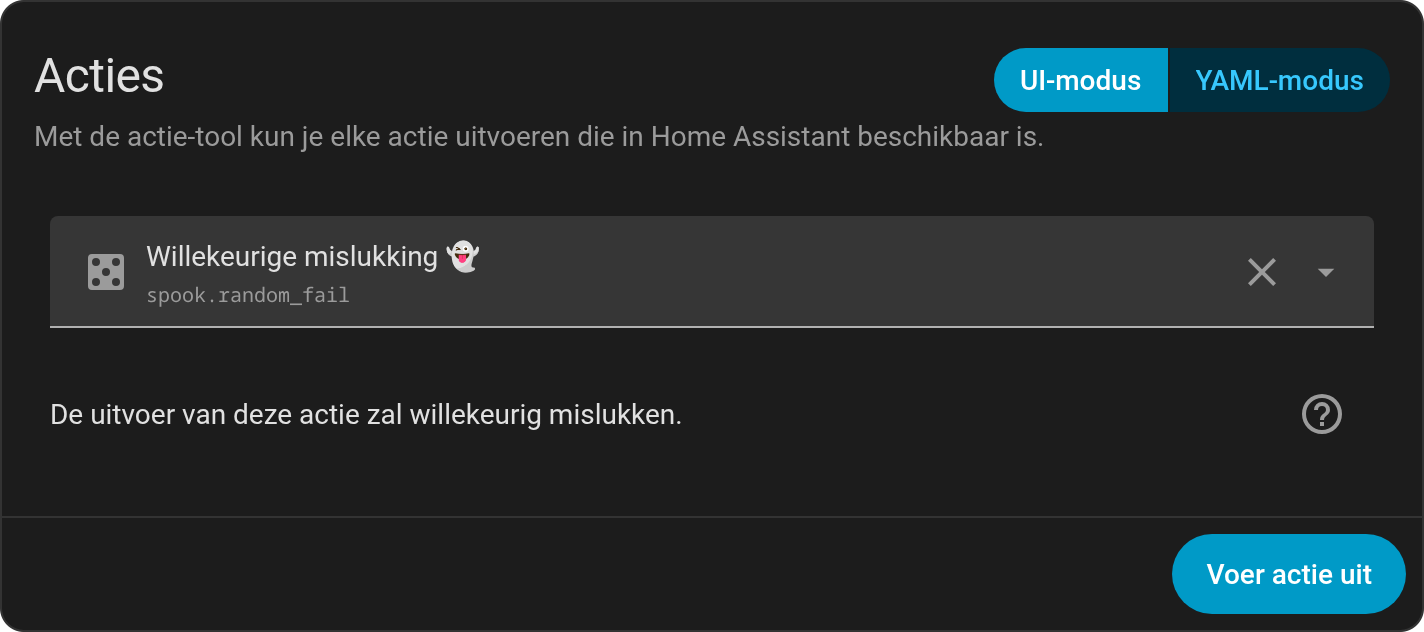 Acties
UI-modus
YAML-modus
Met de actie-tool kun je elke actie uitvoeren die in Home Assistant beschikbaar is.
Willekeurige mislukking 👻
spook.random_fail
De uitvoer van deze actie zal willekeurig mislukken.
Voer actie uit